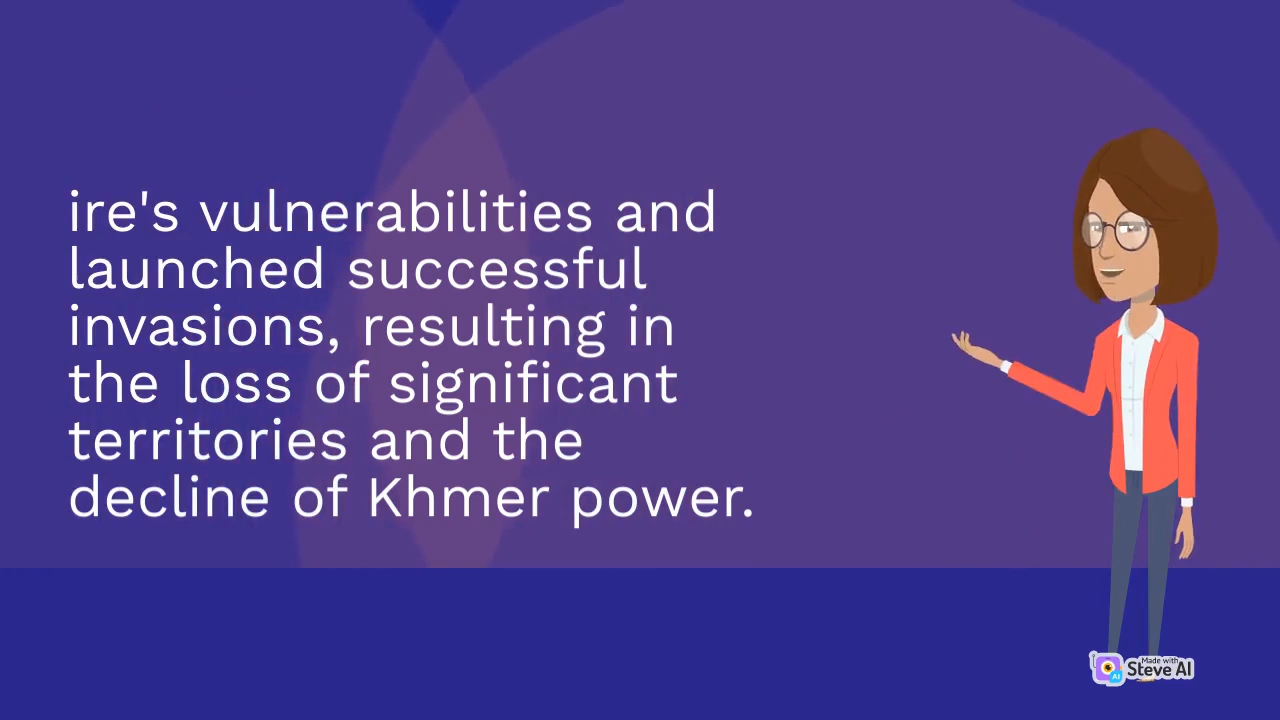 ire's vulnerabilities and
launched successful
invasions, resulting in
the loss of significant
territories and the
decline of Khmer power.
Made with
Steve AI
AI